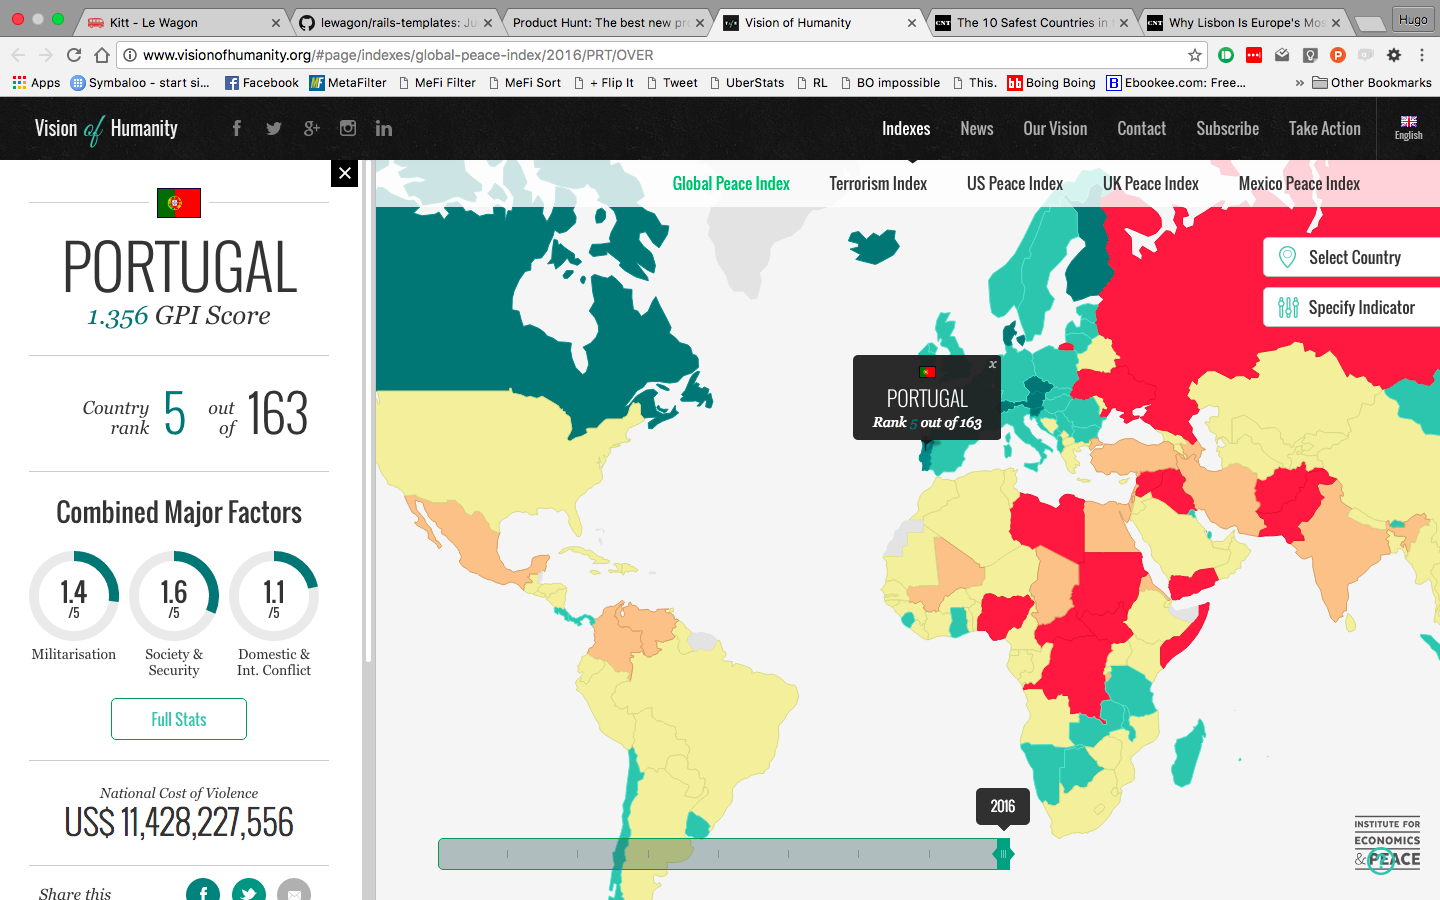 Kitt - Le Wagon
lewagon/rails-templates: Ju
Product Hunt: The best new pr
Vision of Humanity
The 10 Safest Countries in
Why Lisbon Is Europe's Mos
Hugo
www.visionofhumanity.org/#page/indexes/global-peace-index/2016/PRT/OVER
Apps
Symbaloo - start si...
Facebook
MetaFilter
MeFi Filter
MeFi Sort
+ Flip It
Tweet
UberStats
RL
BO impossible
This.
Boing Boing
Ebookee.com: Free...
Other Bookmarks
Vision of Humanity
Indexes
News
Our Vision
Contact
Subscribe
Take Action
English
Global Peace Index
Terrorism Index
US Peace Index
UK Peace Index
Mexico Peace Index
Select Country
Specify Indicator
PORTUGAL
1.356 GPI Score
Country rank 5 out of 163
Combined Major Factors
1.4
/5
Militarisation
1.6
/5
Society &
Security
1.1
/5
Domestic &
Int. Conflict
Full Stats
National Cost of Violence
US$ 11,428,227,556
Share this
x
PORTUGAL
Rank 5 out of 163
2016
INSTITUTE FOR
ECONOMICS
& PEACE